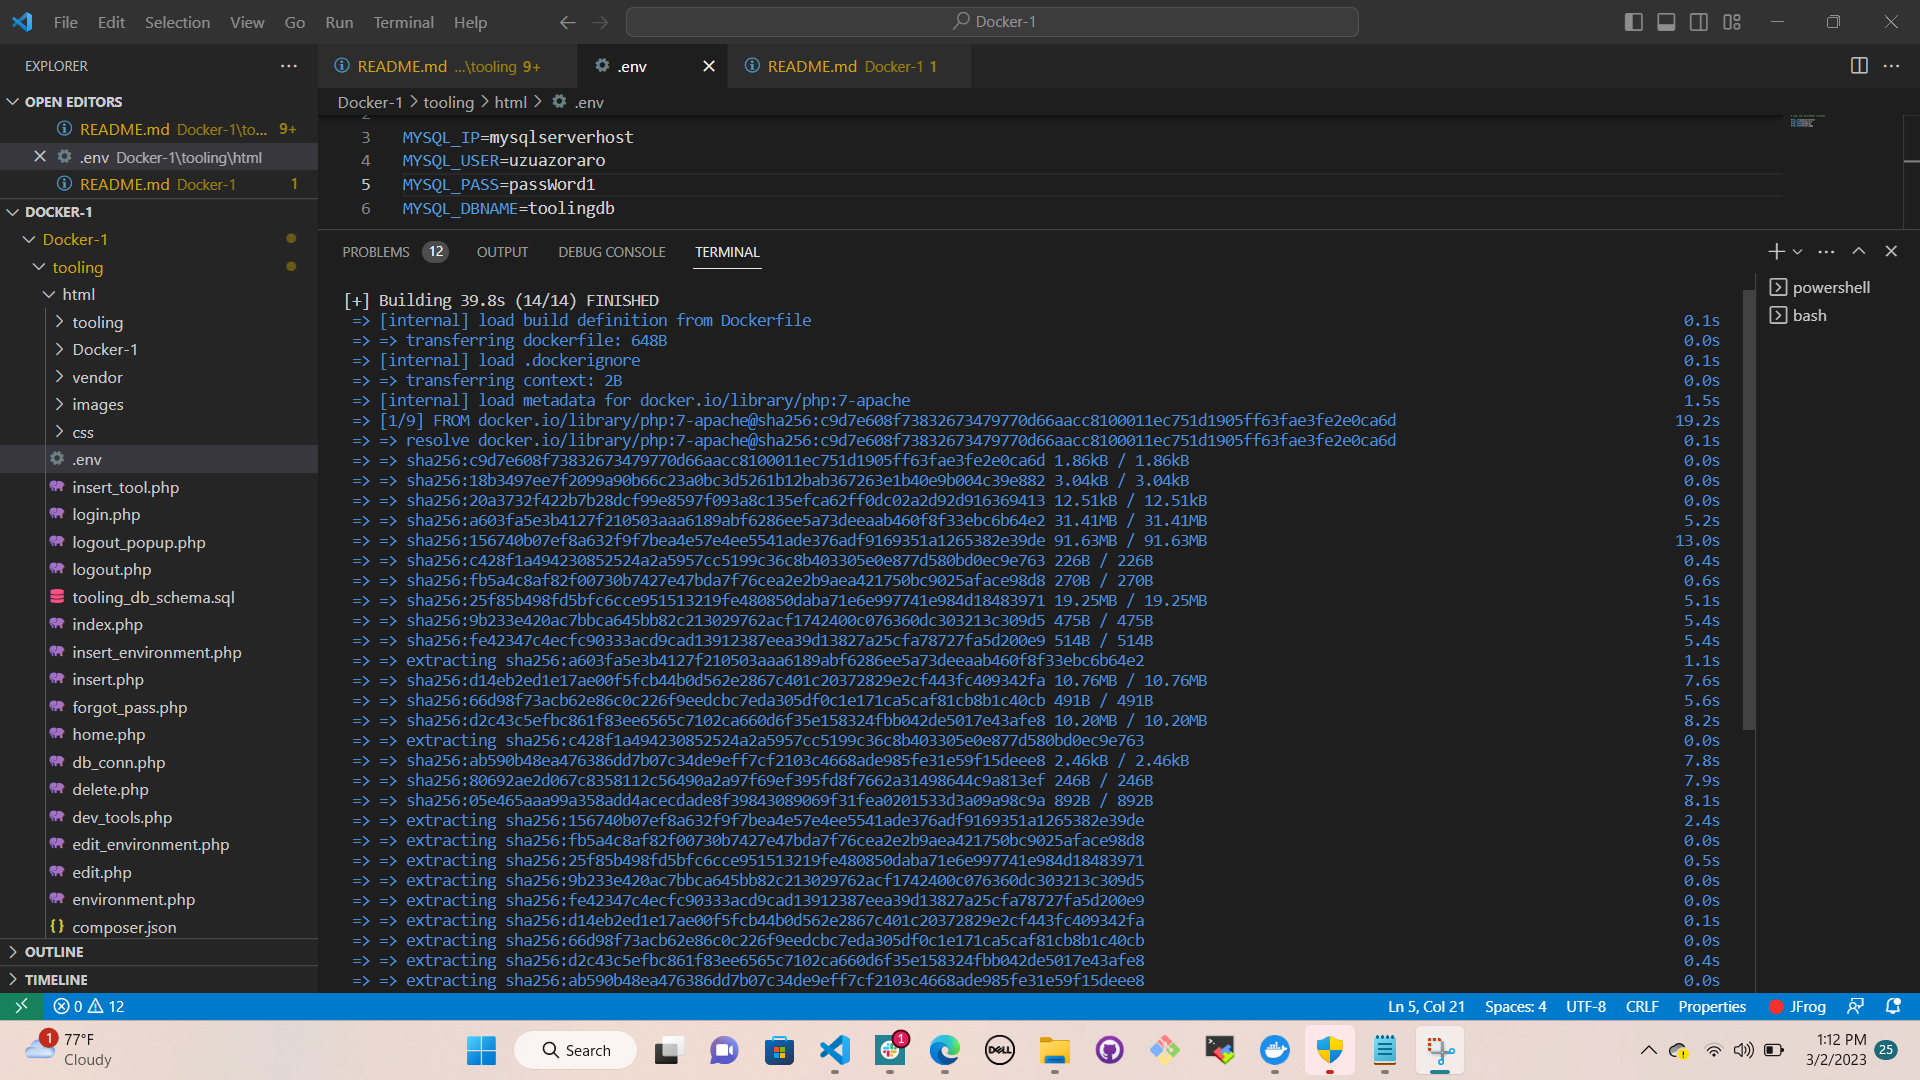 File Edit Selection View Go Run Terminal Help
Docker-1
EXPLORER
README.md ...\tooling 9+
.env
README.md Docker-1 1
OPEN EDITORS
README.md Docker-1\to... 9+
.env Docker-1\tooling\html
README.md Docker-1 1
DOCKER-1
Docker-1
tooling
html
tooling
Docker-1
vendor
images
css
.env
insert_tool.php
login.php
logout_popup.php
logout.php
tooling_db_schema.sql
index.php
insert_environment.php
insert.php
forgot_pass.php
home.php
db_conn.php
delete.php
dev_tools.php
edit_environment.php
edit.php
environment.php
{} composer.json
OUTLINE
TIMELINE
Docker-1 > tooling > html > .env
2
3 MYSQL_IP=mysqlserverhost
4 MYSQL_USER=uzuazoraro
5 MYSQL_PASS=passWord1
6 MYSQL_DBNAME=toolingdb
PROBLEMS 12 OUTPUT DEBUG CONSOLE TERMINAL
powershell
bash
[+] Building 39.8s (14/14) FINISHED
=> [internal] load build definition from Dockerfile 0.1s
=> => transferring dockerfile: 648B 0.0s
=> [internal] load .dockerignore 0.1s
=> => transferring context: 2B 0.0s
=> [internal] load metadata for docker.io/library/php:7-apache 1.5s
=> [1/9] FROM docker.io/library/php:7-apache@sha256:c9d7e608f73832673479770d66aacc8100011ec751d1905ff63fae3fe2e0ca6d 19.2s
=> => resolve docker.io/library/php:7-apache@sha256:c9d7e608f73832673479770d66aacc8100011ec751d1905ff63fae3fe2e0ca6d 0.1s
=> => sha256:c9d7e608f73832673479770d66aacc8100011ec751d1905ff63fae3fe2e0ca6d 1.86kB / 1.86kB 0.0s
=> => sha256:18b3497ee7f2099a90b66c23a0bc3d5261b12bab367263e1b40e9b004c39e882 3.04kB / 3.04kB 0.0s
=> => sha256:20a3732f422b7b28dcf99e8597f093a8c135efca62ff0dc02a2d92d916369413 12.51kB / 12.51kB 0.0s
=> => sha256:a603fa5e3b4127f210503aaa6189abf6286ee5a73deeaab460f8f33ebc6b64e2 31.41MB / 31.41MB 5.2s
=> => sha256:156740b07ef8a632f9f7bea4e57e4ee5541ade376adf9169351a1265382e39de 91.63MB / 91.63MB 13.0s
=> => sha256:c428f1a494230852524a2a5957cc5199c36c8b403305e0e877d580bd0ec9e763 226B / 226B 0.4s
=> => sha256:fb5a4c8af82f00730b7427e47bda7f76cea2e2b9aea421750bc9025aface98d8 270B / 270B 0.6s
=> => sha256:25f85b498fd5bfc6cce951513219fe480850daba71e6e997741e984d18483971 19.25MB / 19.25MB 5.1s
=> => sha256:9b233e420ac7bbca645bb82c213029762acf1742400c076360dc303213c309d5 475B / 475B 5.4s
=> => sha256:fe42347c4ecfc90333acd9cad13912387eea39d13827a25cfa78727fa5d200e9 514B / 514B 5.4s
=> => extracting sha256:a603fa5e3b4127f210503aaa6189abf6286ee5a73deeaab460f8f33ebc6b64e2 1.1s
=> => sha256:d14eb2ed1e17ae00f5fcb44b0d562e2867c401c20372829e2cf443fc409342fa 10.76MB / 10.76MB 7.6s
=> => sha256:66d98f73acb62e86c0c226f9eedcbc7eda305df0c1e171ca5caf81cb8b1c40cb 491B / 491B 5.6s
=> => sha256:d2c43c5efbc861f83ee6565c7102ca660d6f35e158324fbb042de5017e43afe8 10.20MB / 10.20MB 8.2s
=> => extracting sha256:c428f1a494230852524a2a5957cc5199c36c8b403305e0e877d580bd0ec9e763 0.0s
=> => sha256:ab590b48ea476386dd7b07c34de9eff7cf2103c4668ade985fe31e59f15deee8 2.46kB / 2.46kB 7.8s
=> => sha256:80692ae2d067c8358112c56490a2a97f69ef395fd8f7662a31498644c9a813ef 246B / 246B 7.9s
=> => sha256:05e465aaa99a358add4acecdade8f39843089069f31fea0201533d3a09a98c9a 892B / 892B 8.1s
=> => extracting sha256:156740b07ef8a632f9f7bea4e57e4ee5541ade376adf9169351a1265382e39de 2.4s
=> => extracting sha256:fb5a4c8af82f00730b7427e47bda7f76cea2e2b9aea421750bc9025aface98d8 0.0s
=> => extracting sha256:25f85b498fd5bfc6cce951513219fe480850daba71e6e997741e984d18483971 0.5s
=> => extracting sha256:9b233e420ac7bbca645bb82c213029762acf1742400c076360dc303213c309d5 0.0s
=> => extracting sha256:fe42347c4ecfc90333acd9cad13912387eea39d13827a25cfa78727fa5d200e9 0.0s
=> => extracting sha256:d14eb2ed1e17ae00f5fcb44b0d562e2867c401c20372829e2cf443fc409342fa 0.1s
=> => extracting sha256:66d98f73acb62e86c0c226f9eedcbc7eda305df0c1e171ca5caf81cb8b1c40cb 0.0s
=> => extracting sha256:d2c43c5efbc861f83ee6565c7102ca660d6f35e158324fbb042de5017e43afe8 0.4s
=> => extracting sha256:ab590b48ea476386dd7b07c34de9eff7cf2103c4668ade985fe31e59f15deee8 0.0s
0 12 Ln 5, Col 21 Spaces: 4 UTF-8 CRLF Properties JFrog
1 77°F
Cloudy
Search
1
DELL
1:12 PM
3/2/2023
25